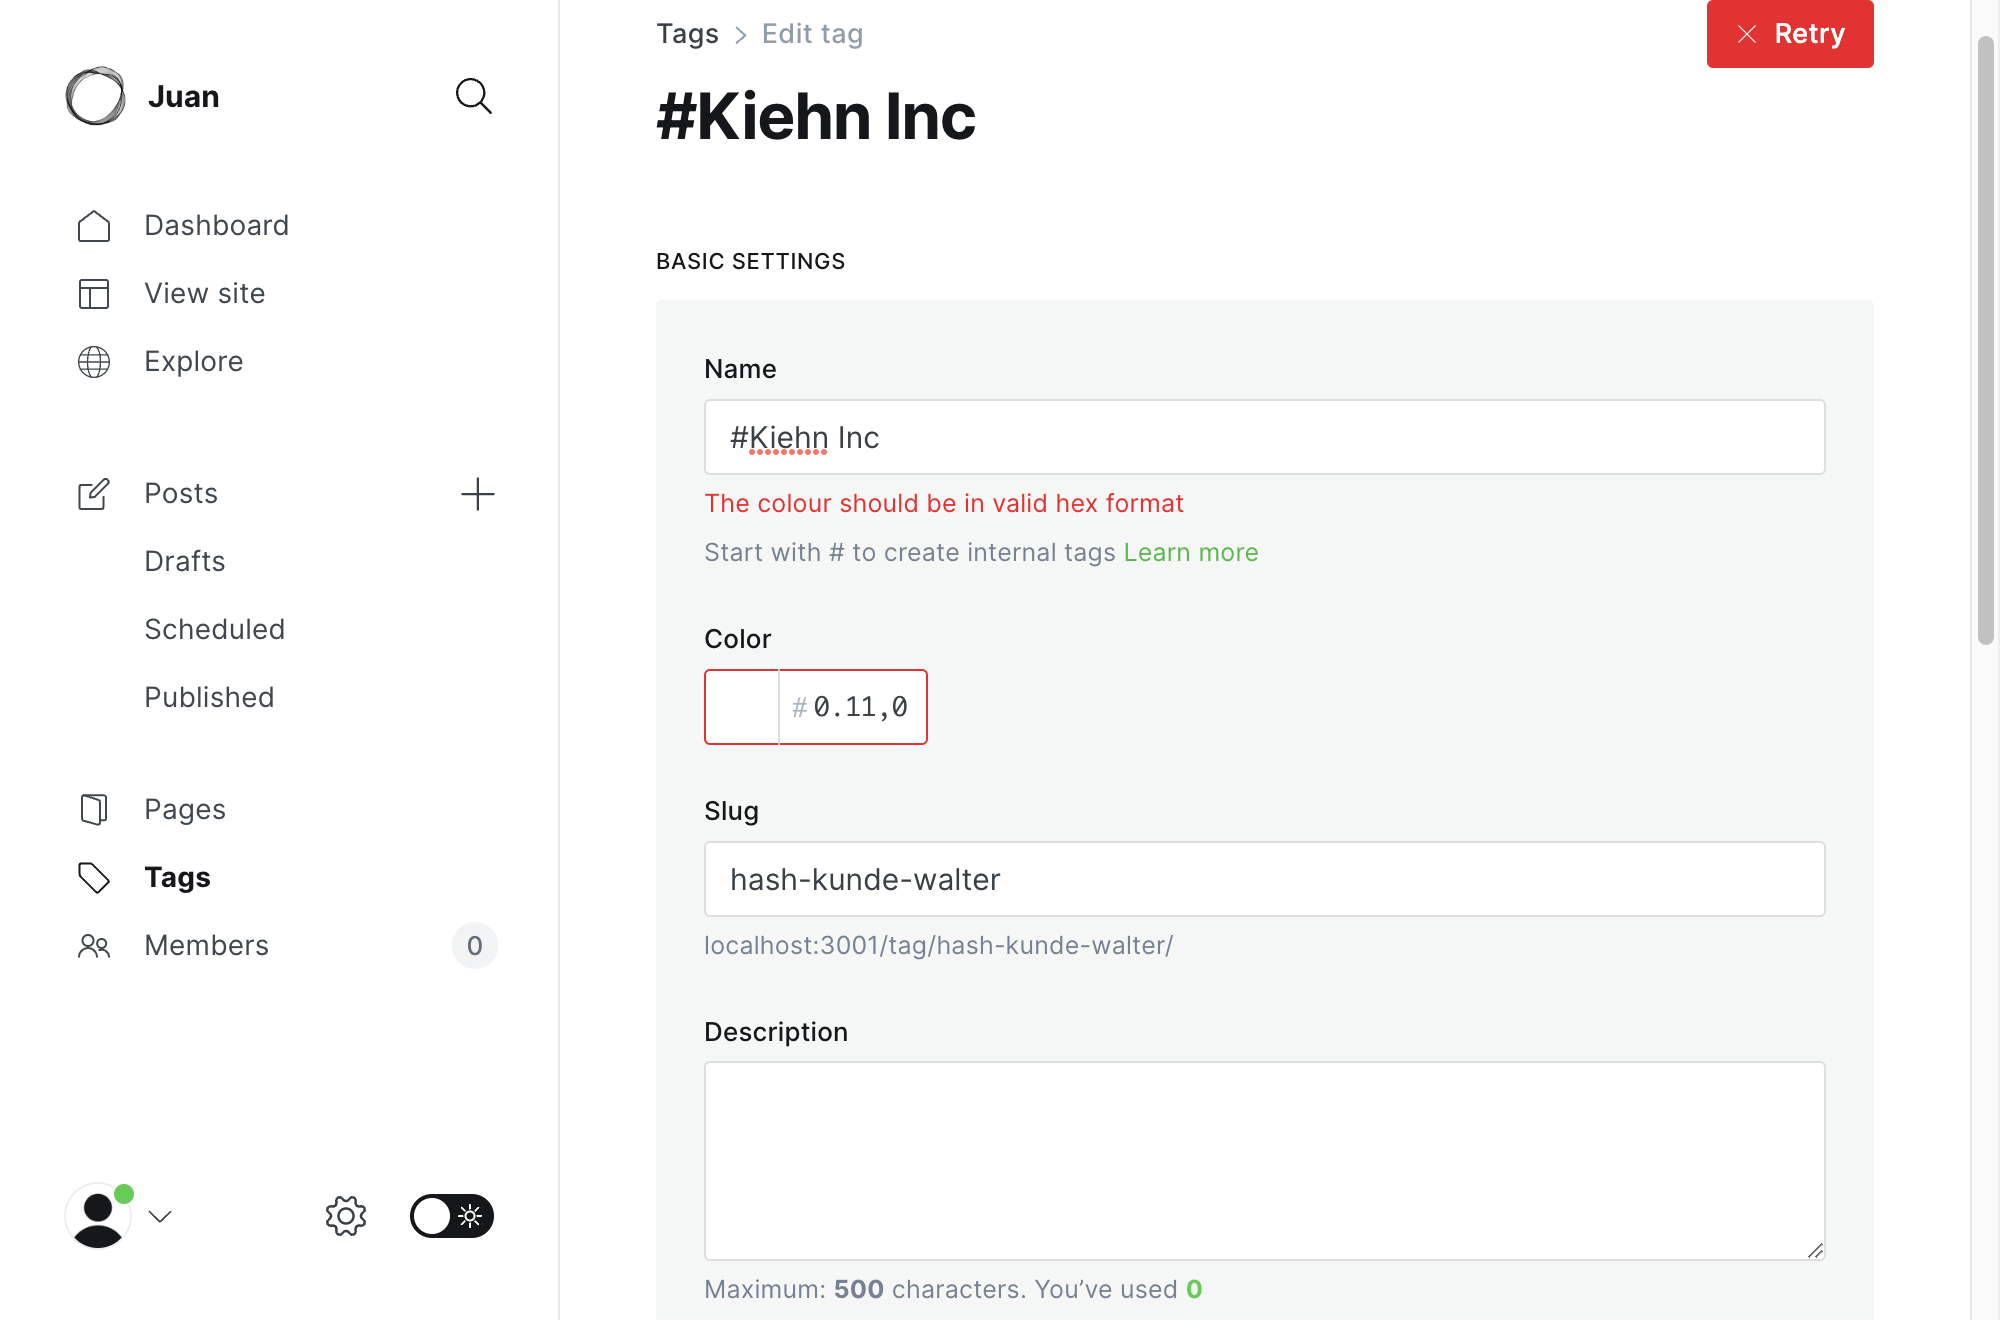 Juan
Dashboard
View site
Explore
Posts
Drafts
Scheduled
Published
Pages
Tags
Members
0
Tags > Edit tag
Retry
#Kiehn Inc
BASIC SETTINGS
Name
#Kiehn Inc
The colour should be in valid hex format
Start with # to create internal tags Learn more
Color
# 0.11,0
Slug
hash-kunde-walter
localhost:3001/tag/hash-kunde-walter/
Description
Maximum: 500 characters. You’ve used 0